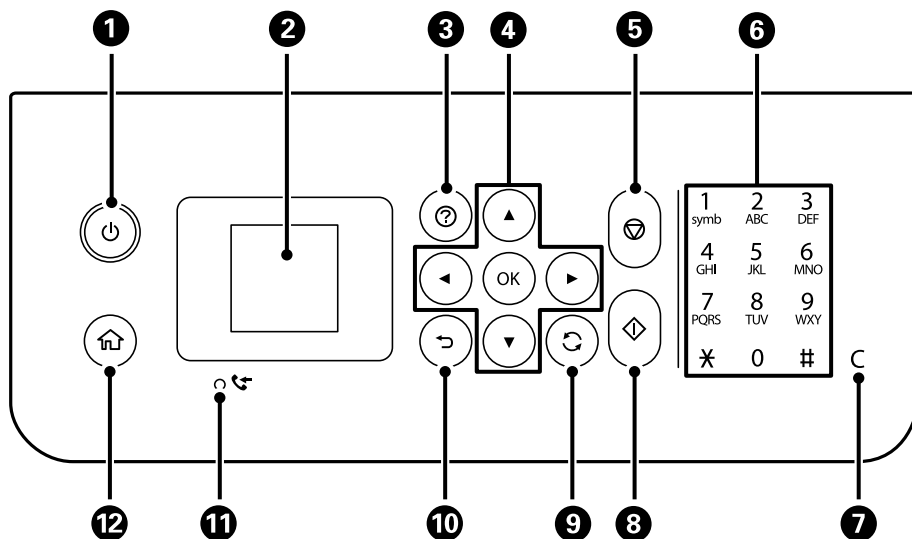 1 2 3 4 5 6
1 2 3
symb ABC DEF
? ▲
◄ OK ►
4 5 6
GHI JKL MNO
7 8 9
PQRS TUV WXY
▼
* 0 # C
12 11 10 9 8 7